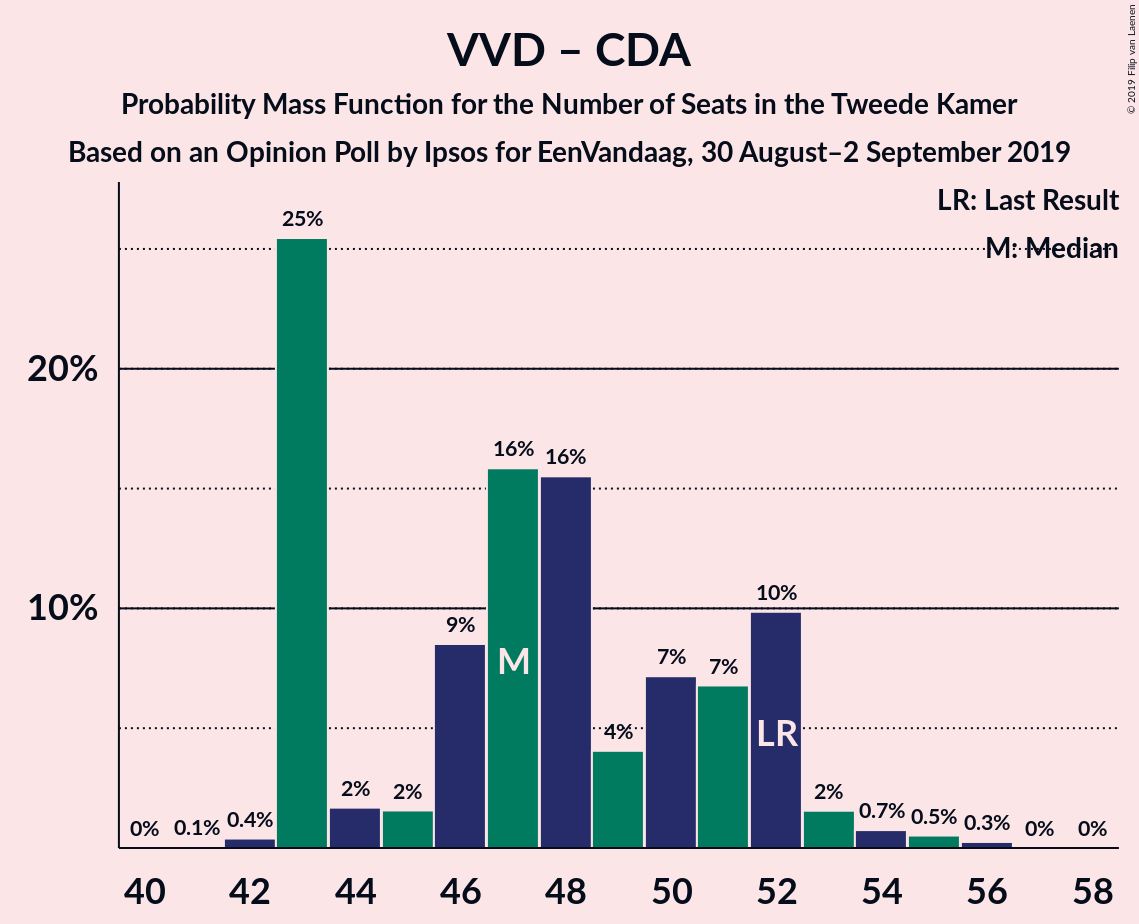 VVD – CDA
Probability Mass Function for the Number of Seats in the Tweede Kamer
Based on an Opinion Poll by Ipsos for EenVandaag, 30 August–2 September 2019
© 2019 Filip van Laenen
LR: Last Result
M: Median
20%
10%
0%
0.1%
0.4%
25%
2%
2%
9%
16%
16%
4%
7%
7%
10%
2%
0.7%
0.5%
0.3%
0%
0%
M
LR
40 42 44 46 48 50 52 54 56 58